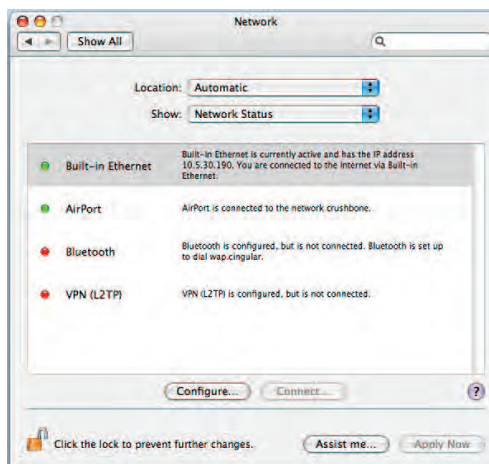 Network
Show All
Location: Automatic
Show: Network Status
Built-in Ethernet
Built-in Ethernet is currently active and has the IP address
10.5.30.190. You are connected to the Internet via Built-in
Ethernet.
AirPort
AirPort is connected to the network crushbone.
Bluetooth
Bluetooth is configured, but is not connected. Bluetooth is set up
to dial wap.cingular.
VPN (L2TP)
VPN (L2TP) is configured, but is not connected.
Configure... Connect... ?
Click the lock to prevent further changes. Assist me... Apply Now